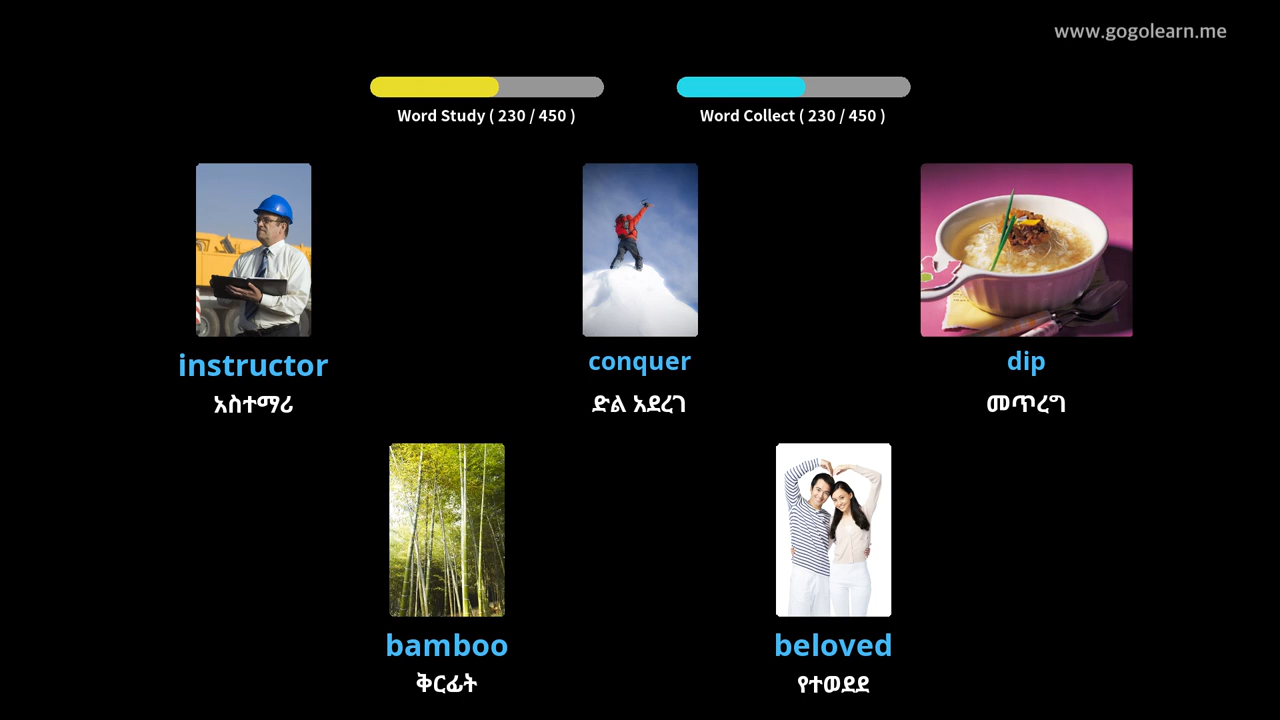 www.gogolearn.me
Word Study ( 230 / 450 )
Word Collect ( 230 / 450 )
instructor
አስተማሪ
conquer
ድል አደረገ
dip
መጥረግ
bamboo
ቅርፊት
beloved
የተወደደ